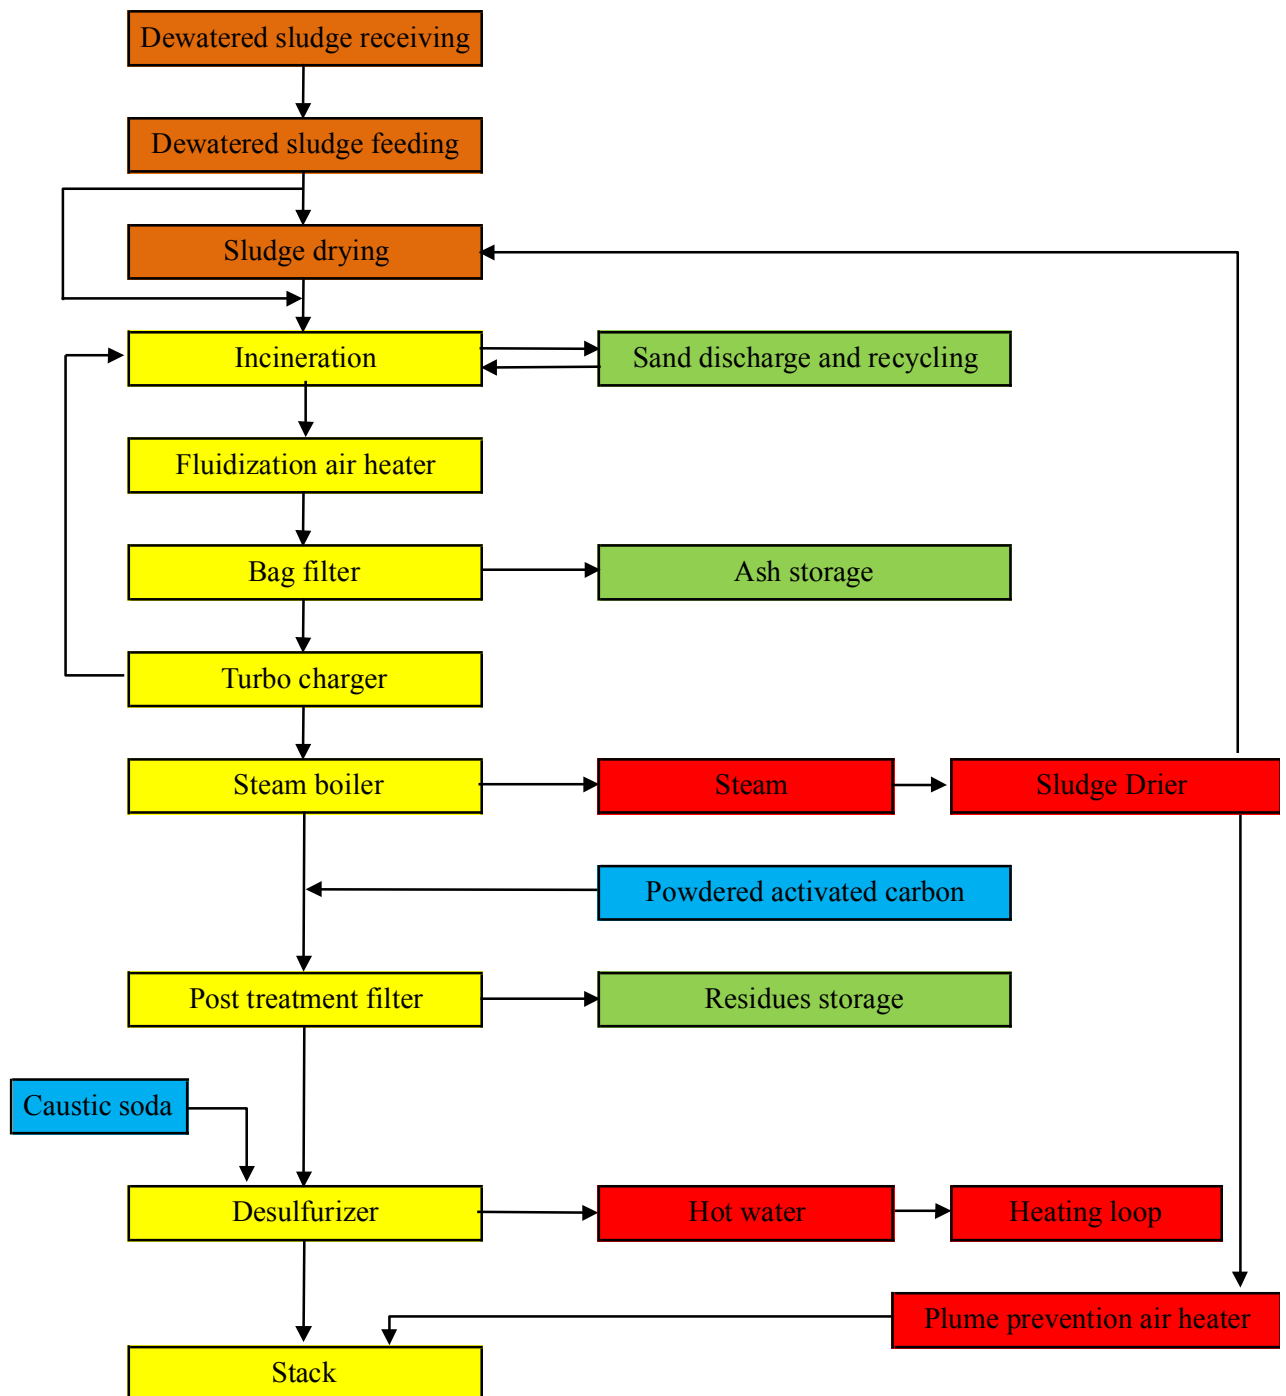 Dewatered sludge receiving
Dewatered sludge feeding
Sludge drying
Incineration
Sand discharge and recycling
Fluidization air heater
Bag filter
Ash storage
Turbo charger
Steam boiler
Steam
Sludge Drier
Powdered activated carbon
Post treatment filter
Residues storage
Caustic soda
Desulfurizer
Hot water
Heating loop
Plume prevention air heater
Stack